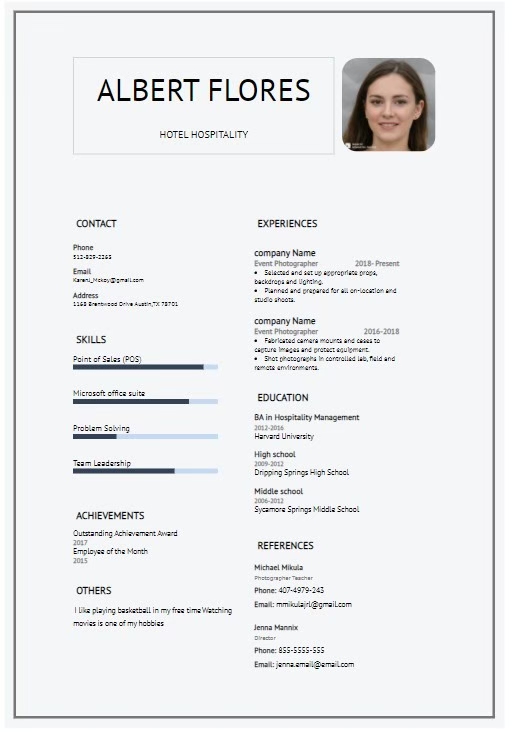 ALBERT FLORES
HOTEL HOSPITALITY
CONTACT
Phone
512-829-2265
Email
Kareni_Mckoy@gmail.com
Address
1168 Brentwood Drive Austin,TX 78701
SKILLS
Point of Sales (POS)
Microsoft office suite
Problem Solving
Team Leadership
ACHIEVEMENTS
Outstanding Achievement Award
2017
Employee of the Month
2015
OTHERS
I like playing basketball in my free time Watching
movies is one of my hobbies
EXPERIENCES
company Name
Event Photographer 2018- Present
• Selected and set up appropriate props,
backdrops and lighting.
• Planned and prepared for all on-location and
studio shoots.
company Name
Event Photographer 2016-2018
• Fabricated camera mounts and cases to
capture images and protect equipment.
• Shot photographs in controlled lab, field and
remote environments.
EDUCATION
BA in Hospitality Management
2012-2016
Harvard University
High school
2009-2012
Dripping Springs High School
Middle school
2006-2012
Sycamore Springs Middle School
REFERENCES
Michael Mikula
Photographer Teacher
Phone: 407-4979-243
Email: mmikulajrl@gmail.com
Jenna Mannix
Director
Phone: 855-5555-555
Email: jenna.email@email.com